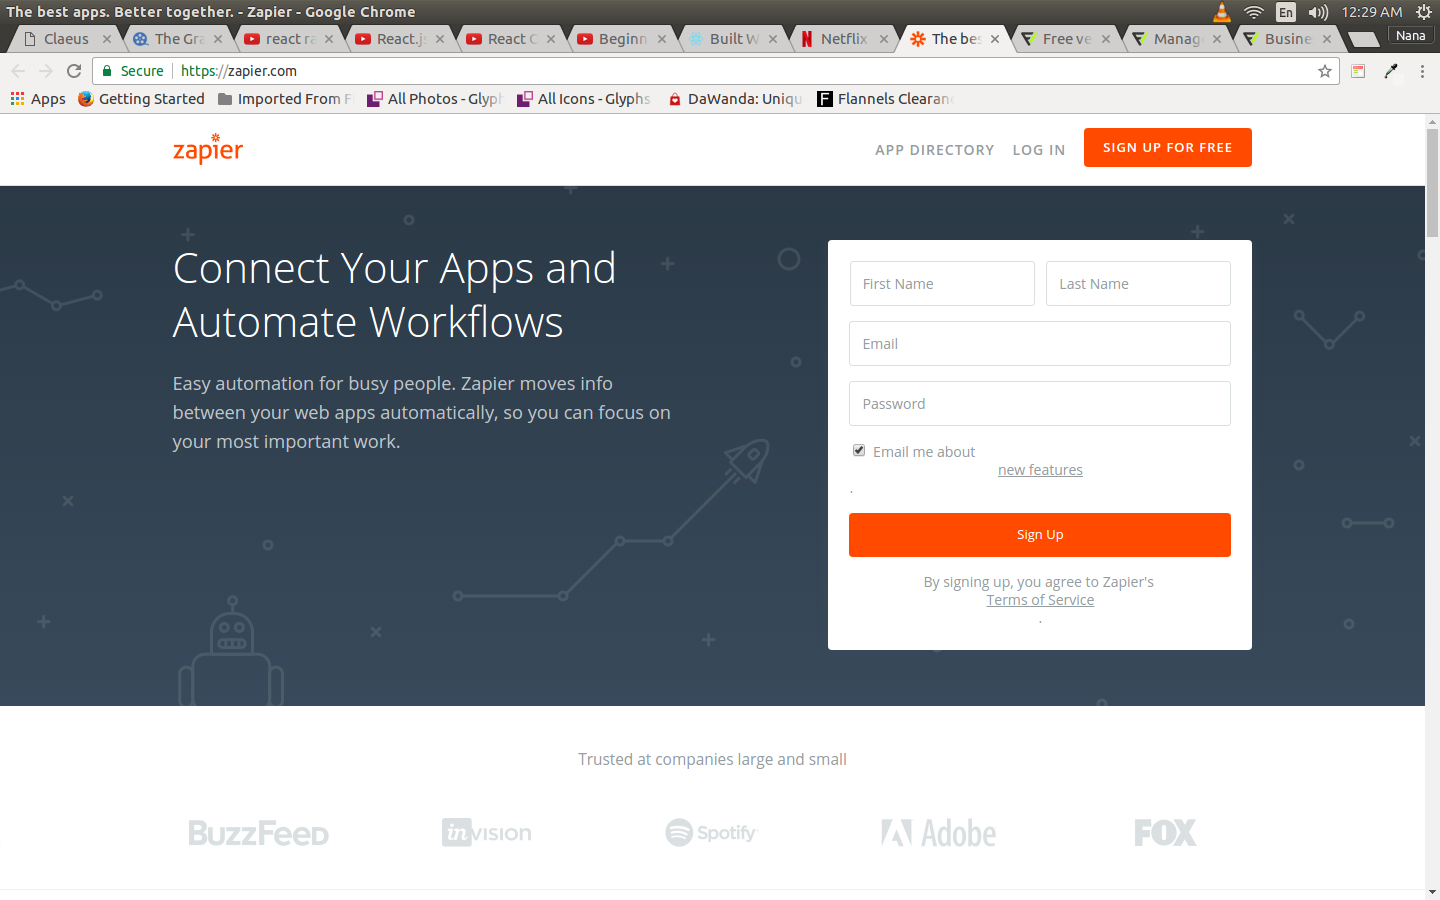 The best apps. Better together. - Zapier - Google Chrome
En
12:29 AM
Claeus
The Gra
react ra
React.js
React C
Beginn
Built W
Netflix
The bes
Free ve
Manag
Busine
Nana
Secure
https://zapier.com
Apps
Getting Started
Imported From F
All Photos - Glyph
All Icons - Glyphs
DaWanda: Uniqu
Flannels Clearan
zapier
APP DIRECTORY
LOG IN
SIGN UP FOR FREE
Connect Your Apps and
Automate Workflows
Easy automation for busy people. Zapier moves info
between your web apps automatically, so you can focus on
your most important work.
First Name
Last Name
Email
Password
Email me about
new features
.
Sign Up
By signing up, you agree to Zapier's
Terms of Service
.
Trusted at companies large and small
BuzzFeed
inVISION
Spotify
Adobe
FOX